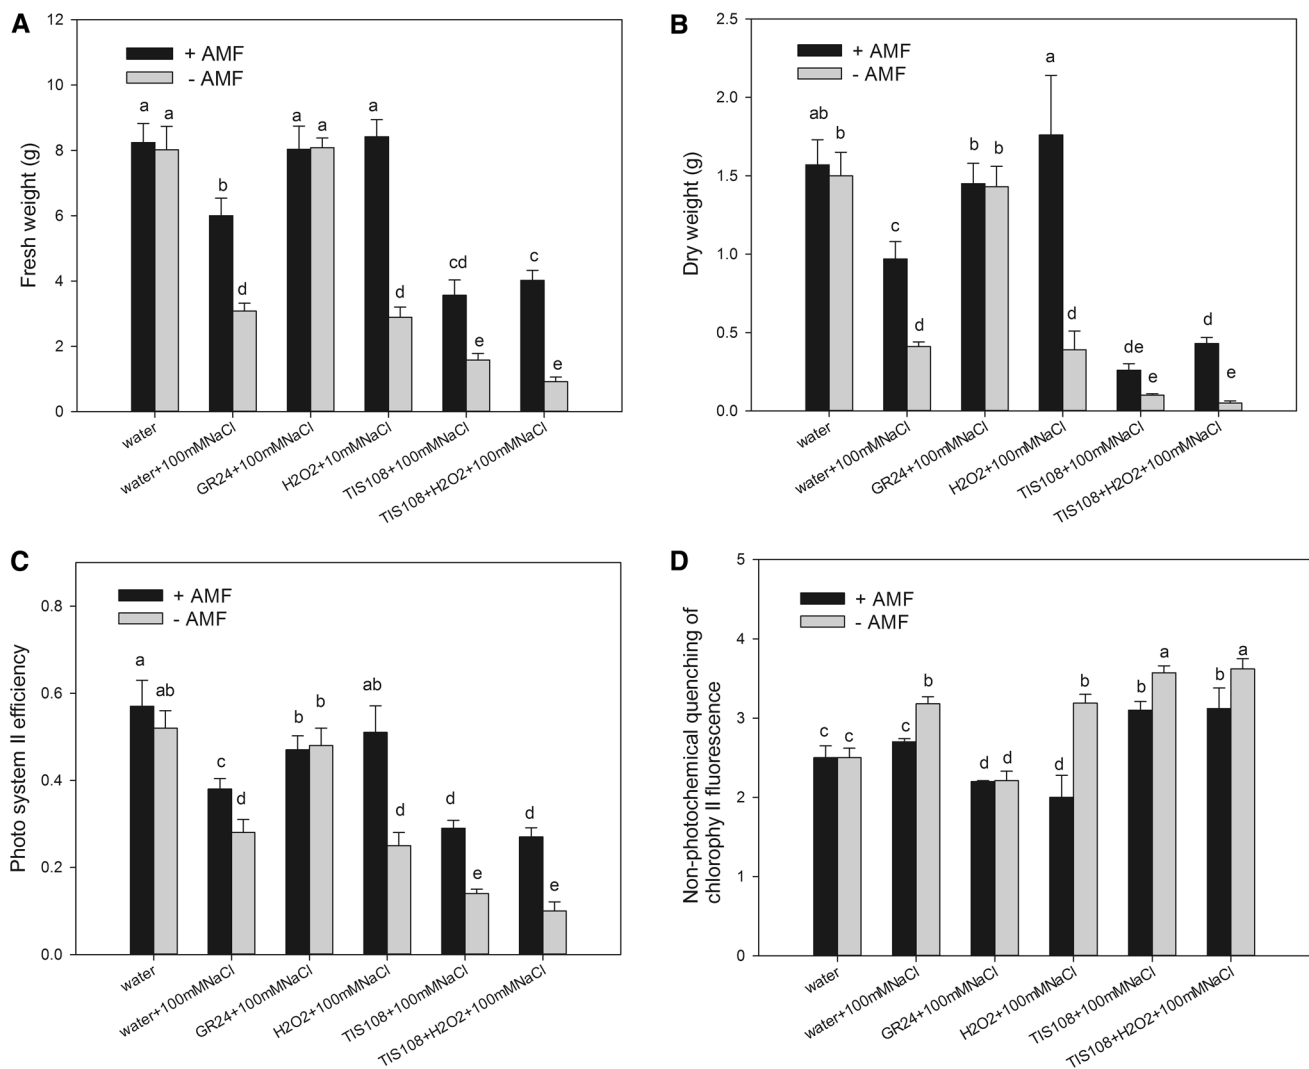 A
12
10
8
6
4
2
0
Fresh weight (g)
+ AMF
- AMF
a
a
b
d
a
a
a
d
cd
e
c
e
water
water+100mMNaCl
GR24+100mMNaCl
H2O2+10mMNaCl
TIS108+100mMNaCl
TIS108+H2O2+100mMNaCl
B
2.5
2.0
1.5
1.0
0.5
0.0
Dry weight (g)
+ AMF
- AMF
ab
b
c
d
b
b
a
d
de
e
d
e
water
water+100mMNaCl
GR24+100mMNaCl
H2O2+100mMNaCl
TIS108+100mMNaCl
TIS108+H2O2+100mMNaCl
C
0.8
0.6
0.4
0.2
0.0
Photo system II efficiency
+ AMF
- AMF
a
ab
c
d
b
b
ab
d
d
e
d
e
water
water+100mMNaCl
GR24+100mMNaCl
H2O2+100mMNaCl
TIS108+100mMNaCl
TIS108+H2O2+100mMNaCl
D
5
4
3
2
1
0
Non-photochemical quenching of
chlorophy II fluorescence
+ AMF
- AMF
c
c
c
b
d
d
d
b
b
a
b
a
water
water+100mMNaCl
GR24+100mMNaCl
H2O2+100mMNaCl
TIS108+100mMNaCl
TIS108+H2O2+100mMNaCl